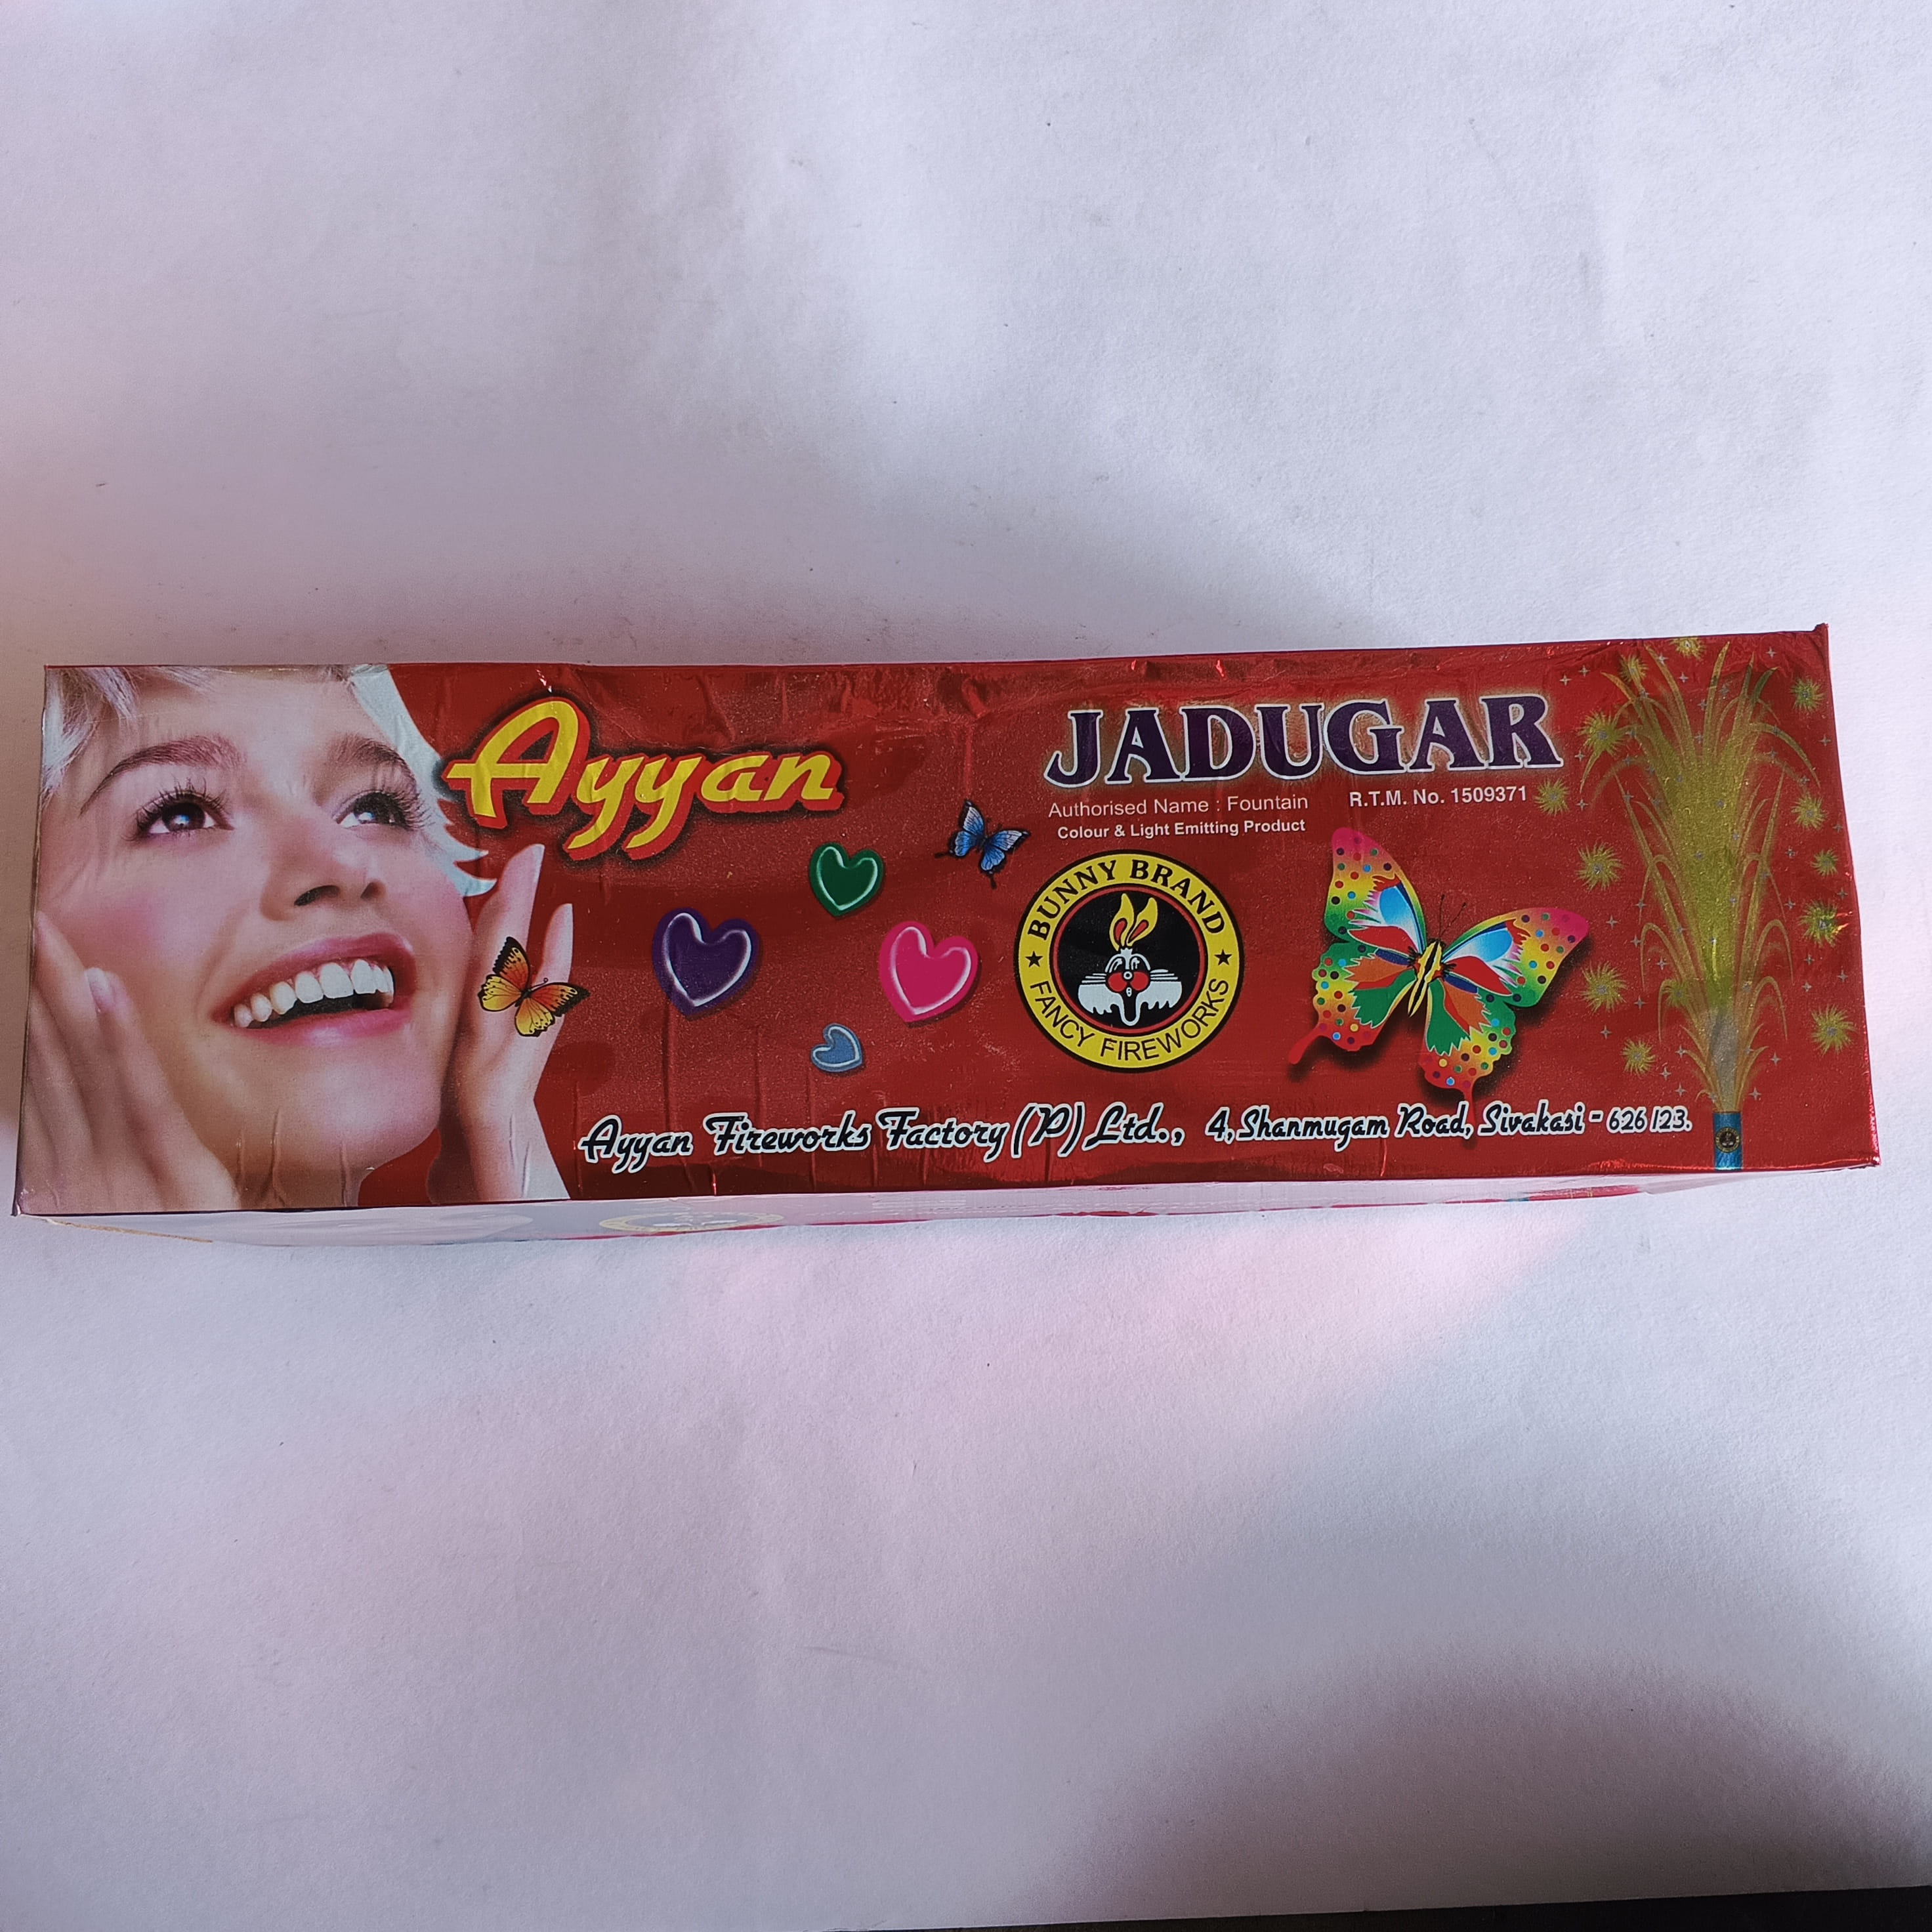 Ayyan
JADUGAR
Authorised Name : Fountain
R.T.M. No. 1509371
Colour & Light Emitting Product
BUNNY BRAND
FANCY FIREWORKS
Ayyan Fireworks Factory (P) Ltd., 4, Shanmugam Road, Sivakasi - 626 123.